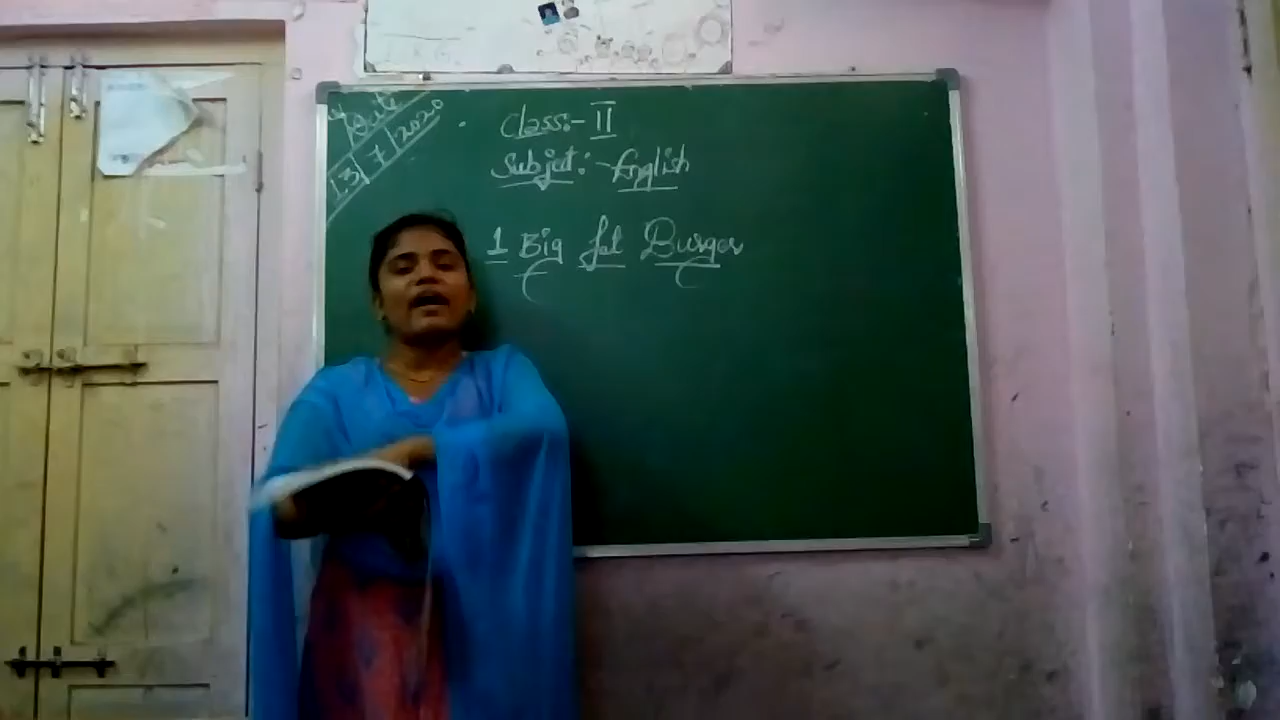 Date
13/7/2020
Class:- II
Subject:- English
1 Big fat Burger